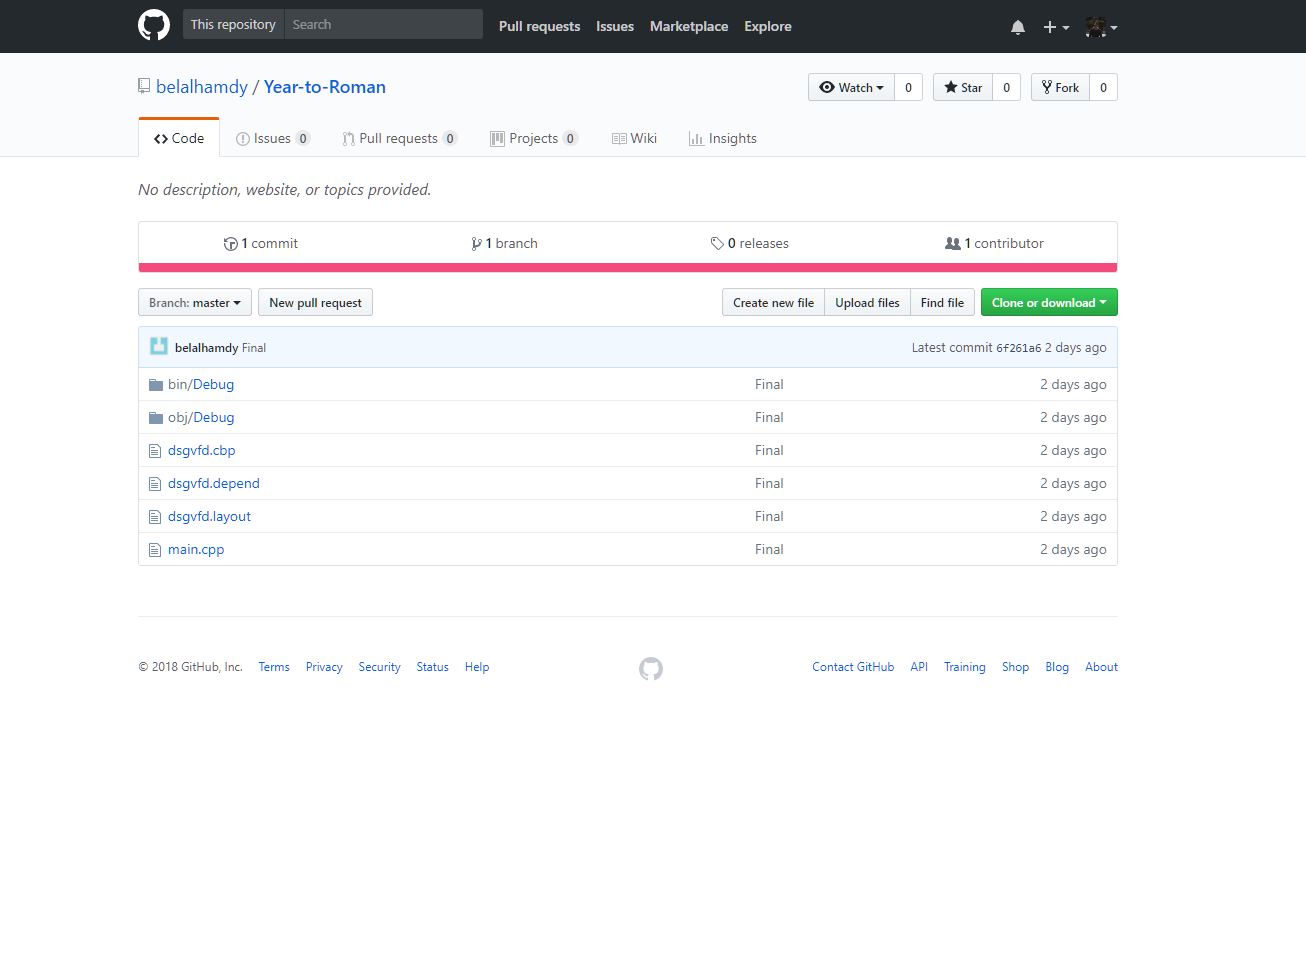 This repository Search Pull requests Issues Marketplace Explore
belalhamdy / Year-to-Roman Watch 0 Star 0 Fork 0
Code Issues 0 Pull requests 0 Projects 0 Wiki Insights
No description, website, or topics provided.
1 commit 1 branch 0 releases 1 contributor
Branch: master New pull request Create new file Upload files Find file Clone or download
belalhamdy Final Latest commit 6f261a6 2 days ago
bin/Debug Final 2 days ago
obj/Debug Final 2 days ago
dsgvfd.cbp Final 2 days ago
dsgvfd.depend Final 2 days ago
dsgvfd.layout Final 2 days ago
main.cpp Final 2 days ago
© 2018 GitHub, Inc. Terms Privacy Security Status Help Contact GitHub API Training Shop Blog About